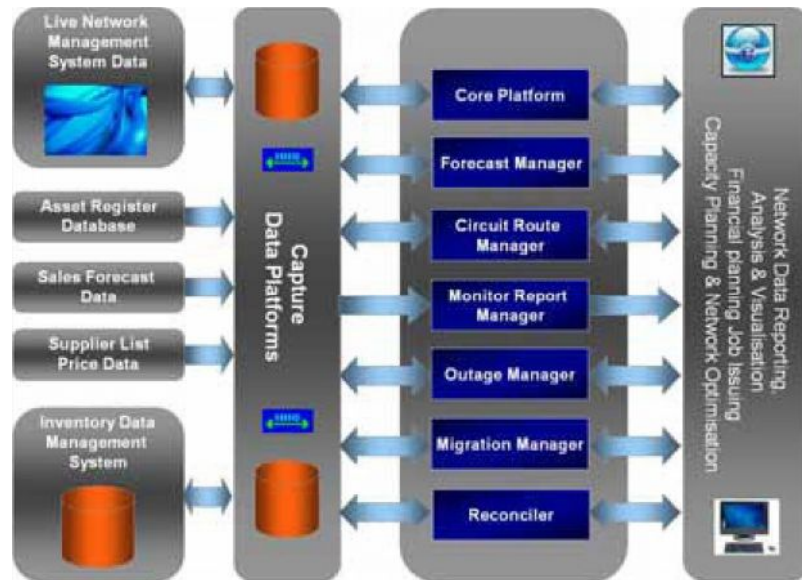 Live Network
Management
System Data
Asset Register
Database
Sales Forecast
Data
Supplier List
Price Data
Inventory Data
Management
System
Capture
Data Platforms
Core Platform
Forecast Manager
Circuit Route
Manager
Monitor Report
Manager
Outage Manager
Migration Manager
Reconciler
Network Data Reporting,
Analysis & Visualisation
Financial planning Job Issuing
Capacity Planning & Network Optimisation